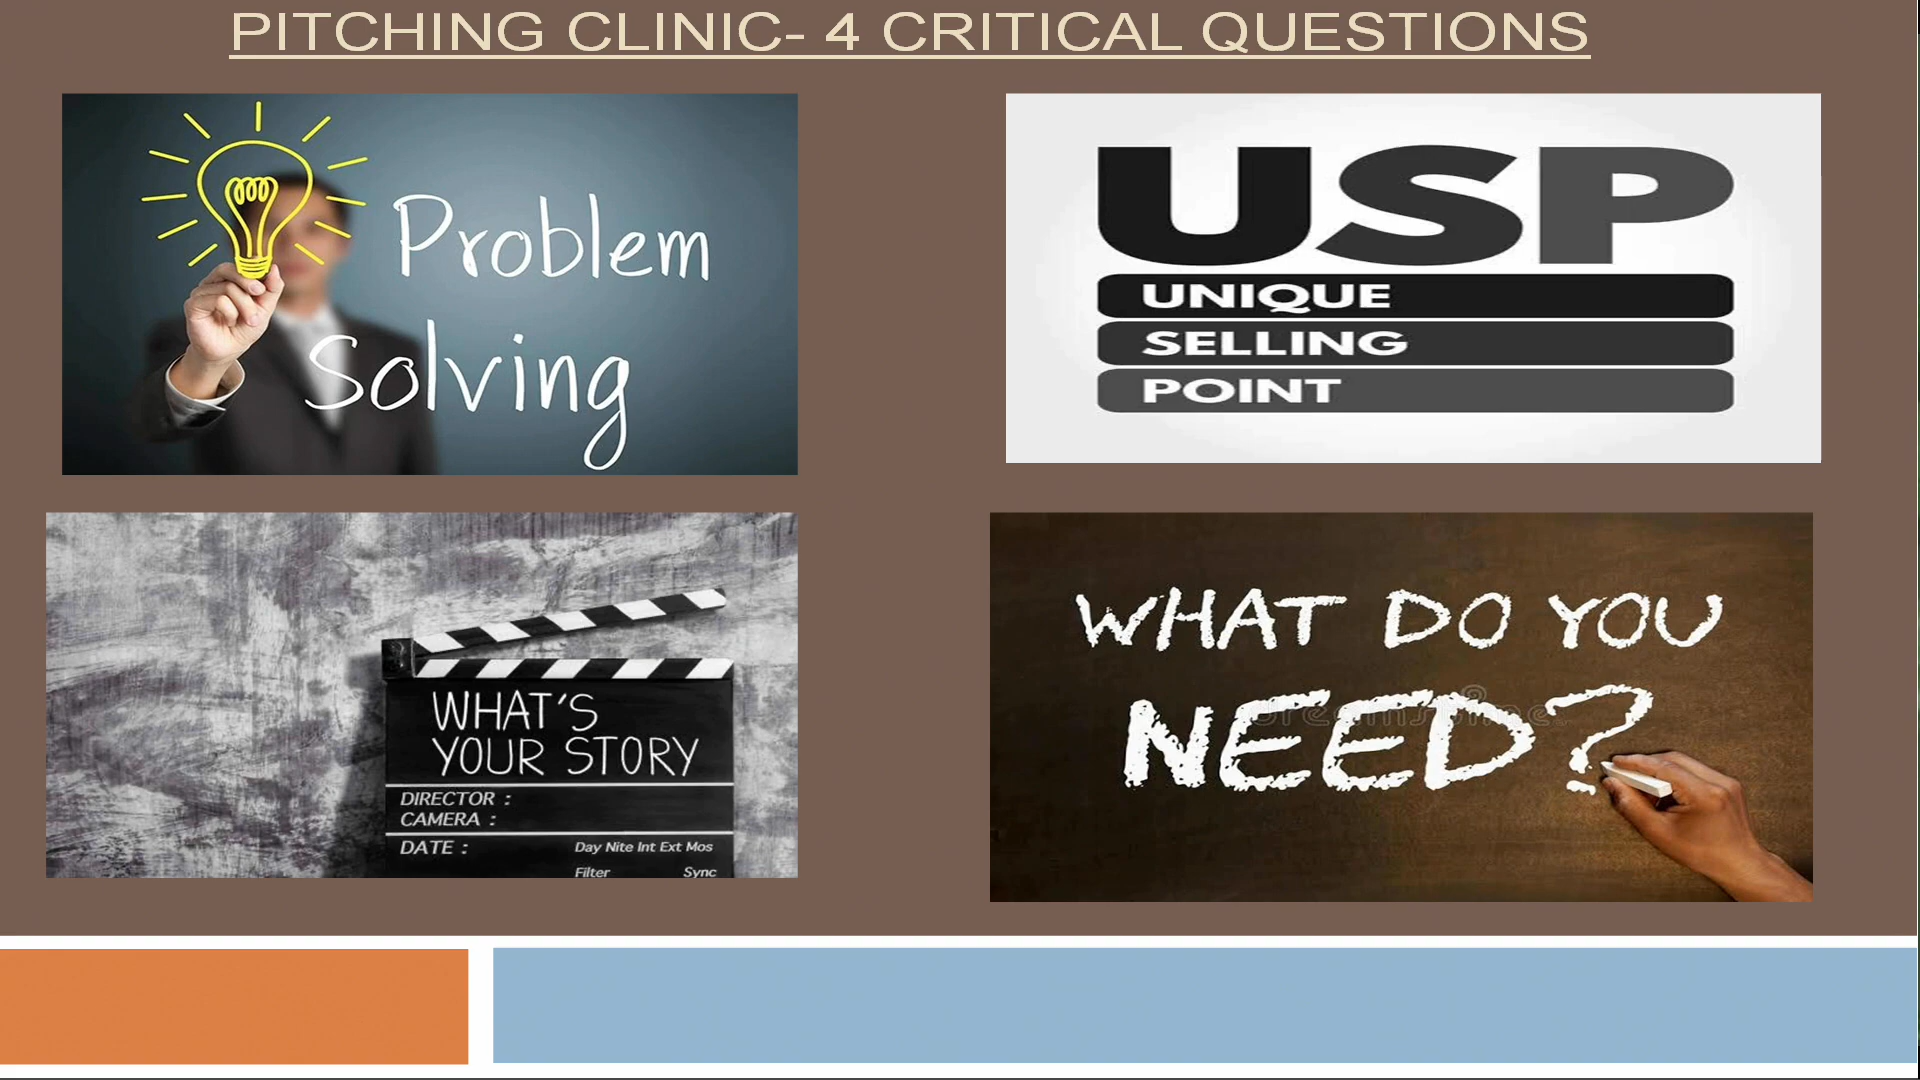 PITCHING CLINIC- 4 CRITICAL QUESTIONS
Problem
Solving
USP
UNIQUE
SELLING
POINT
WHAT'S
YOUR STORY
DIRECTOR :
CAMERA :
DATE :
Day Nite Int Ext Mos
Filter
Sync
WHAT DO YOU
NEED?
dreamstime